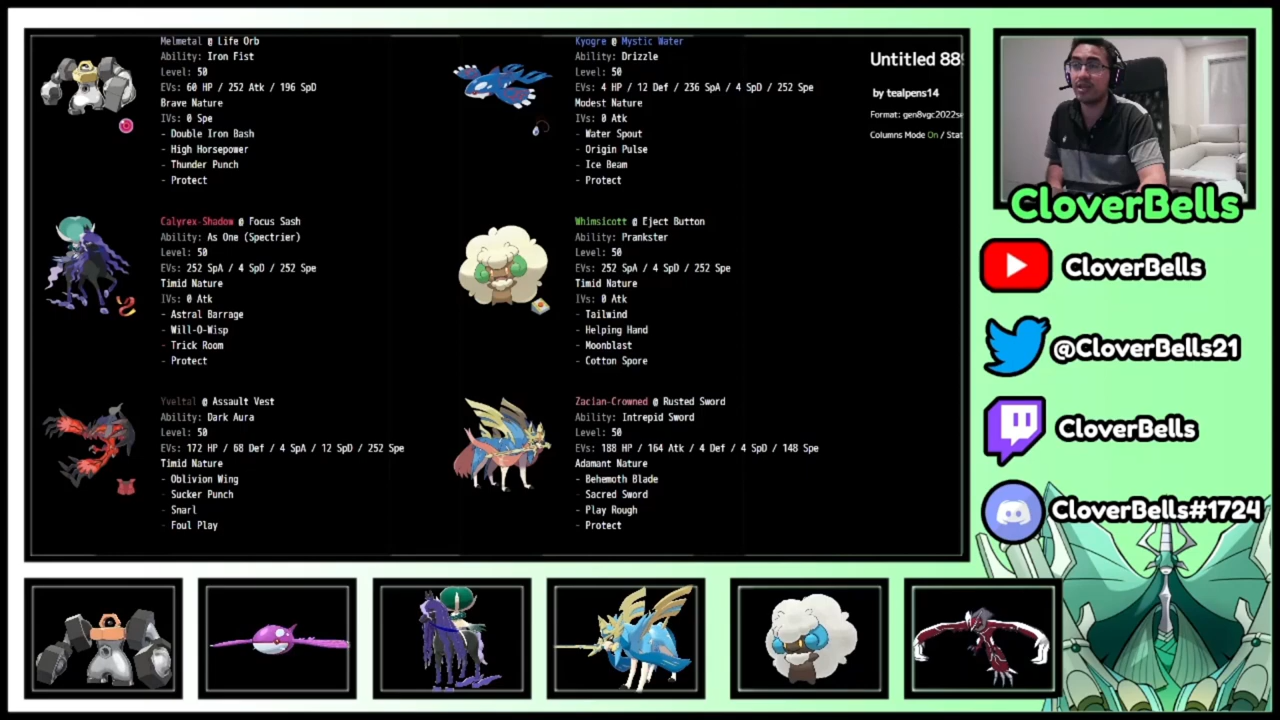 Melmetal @ Life Orb
Ability: Iron Fist
Level: 50
EVs: 60 HP / 252 Atk / 196 SpD
Brave Nature
IVs: 0 Spe
- Double Iron Bash
- High Horsepower
- Thunder Punch
- Protect
Kyogre @ Mystic Water
Ability: Drizzle
Level: 50
EVs: 4 HP / 12 Def / 236 SpA / 4 SpD / 252 Spe
Modest Nature
IVs: 0 Atk
- Water Spout
- Origin Pulse
- Ice Beam
- Protect
Untitled 88
by tealpens14
Format: gen8vgc2022se
Columns Mode On / Stat
Calyrex-Shadow @ Focus Sash
Ability: As One (Spectrier)
Level: 50
EVs: 252 SpA / 4 SpD / 252 Spe
Timid Nature
IVs: 0 Atk
- Astral Barrage
- Will-O-Wisp
- Trick Room
- Protect
Whimsicott @ Eject Button
Ability: Prankster
Level: 50
EVs: 252 SpA / 4 SpD / 252 Spe
Timid Nature
IVs: 0 Atk
- Tailwind
- Helping Hand
- Moonblast
- Cotton Spore
Yveltal @ Assault Vest
Ability: Dark Aura
Level: 50
EVs: 172 HP / 68 Def / 4 SpA / 12 SpD / 252 Spe
Timid Nature
- Oblivion Wing
- Sucker Punch
- Snarl
- Foul Play
Zacian-Crowned @ Rusted Sword
Ability: Intrepid Sword
Level: 50
EVs: 188 HP / 164 Atk / 4 Def / 4 SpD / 148 Spe
Adamant Nature
- Behemoth Blade
- Sacred Sword
- Play Rough
- Protect
CloverBells
CloverBells
@CloverBells21
CloverBells
CloverBells#1724